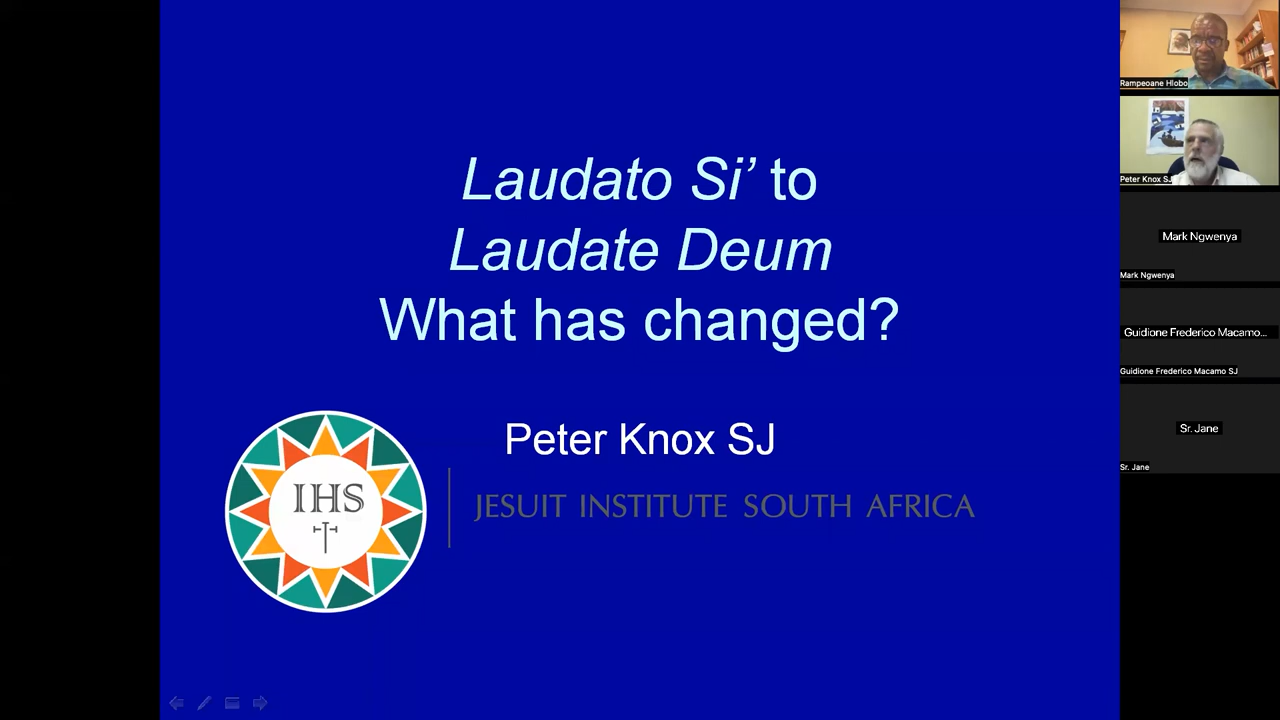 Laudato Si’ to
Laudate Deum
What has changed?
Peter Knox SJ
IHS
JESUIT INSTITUTE SOUTH AFRICA
Rampeoane Hlobo
Peter Knox SJ
Mark Ngwenya
Mark Ngwenya
Guidione Frederico Macamo...
Guidione Frederico Macamo SJ
Sr. Jane
Sr. Jane